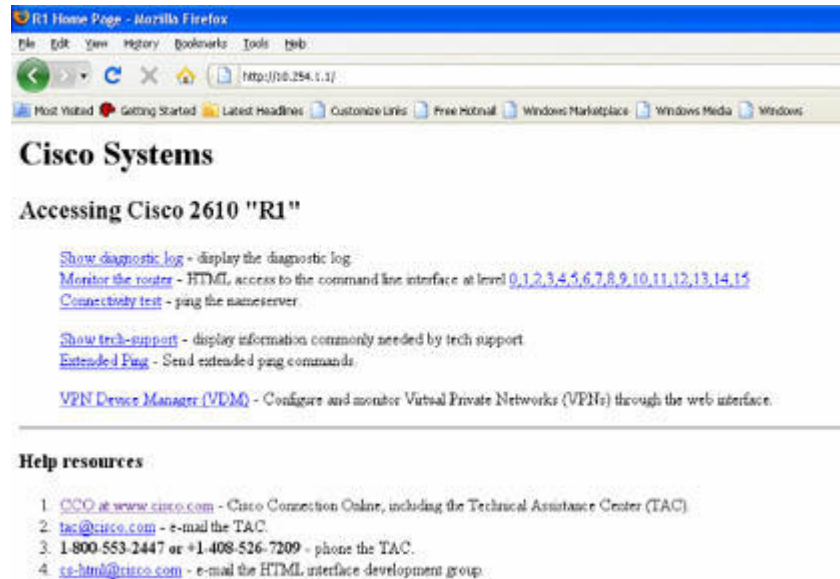 R1 Home Page - Mozilla Firefox
File Edit View History Bookmarks Tools Help
http://10.254.1.1/
Most Visited Getting Started Latest Headlines Customize Links Free Hotmail Windows Marketplace Windows Media Windows
Cisco Systems
Accessing Cisco 2610 "R1"
Show diagnostic log - display the diagnostic log.
Monitor the router - HTML access to the command line interface at level 0,1,2,3,4,5,6,7,8,9,10,11,12,13,14,15
Connectivity test - ping the nameserver.
Show tech-support - display information commonly needed by tech support.
Extended Ping - Send extended ping commands.
VPN Device Manager (VDM) - Configure and monitor Virtual Private Networks (VPNs) through the web interface.
Help resources
1. CCO at www.cisco.com - Cisco Connection Online, including the Technical Assistance Center (TAC).
2. tac@cisco.com - e-mail the TAC.
3. 1-800-553-2447 or +1-408-526-7209 - phone the TAC.
4. cs-html@cisco.com - e-mail the HTML interface development group.